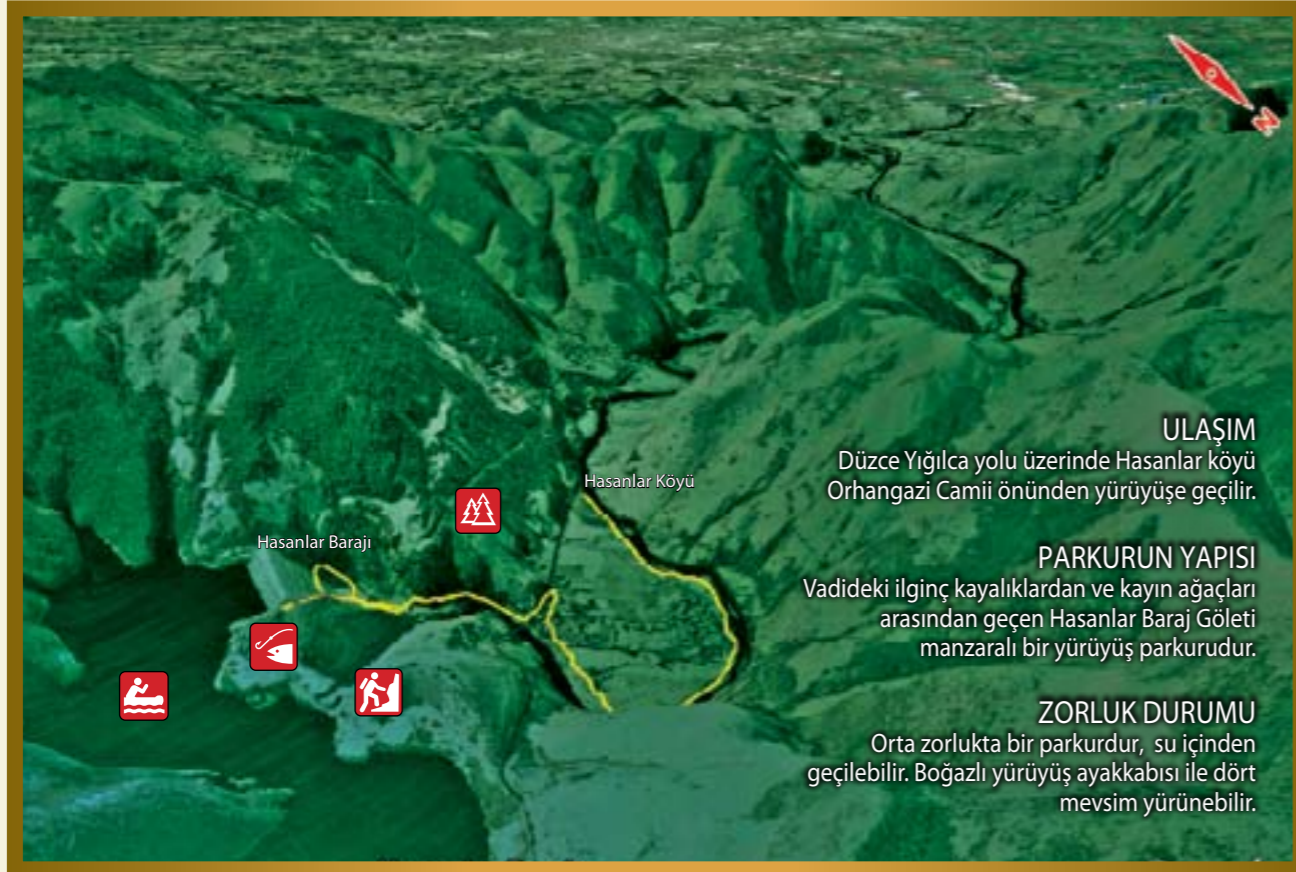 N
ULAŞIM
Düzce Yığılca yolu üzerinde Hasanlar köyü
Orhangazi Camii önünden yürüyüşe geçilir.
Hasanlar Köyü
Hasanlar Barajı
PARKURUN YAPISI
Vadideki ilginç kayalıklardan ve kayın ağaçları
arasından geçen Hasanlar Baraj Göleti
manzaralı bir yürüyüş parkurudur.
ZORLUK DURUMU
Orta zorlukta bir parkurdur, su içinden
geçilebilir. Boğazlı yürüyüş ayakkabısı ile dört
mevsim yürünebilir.